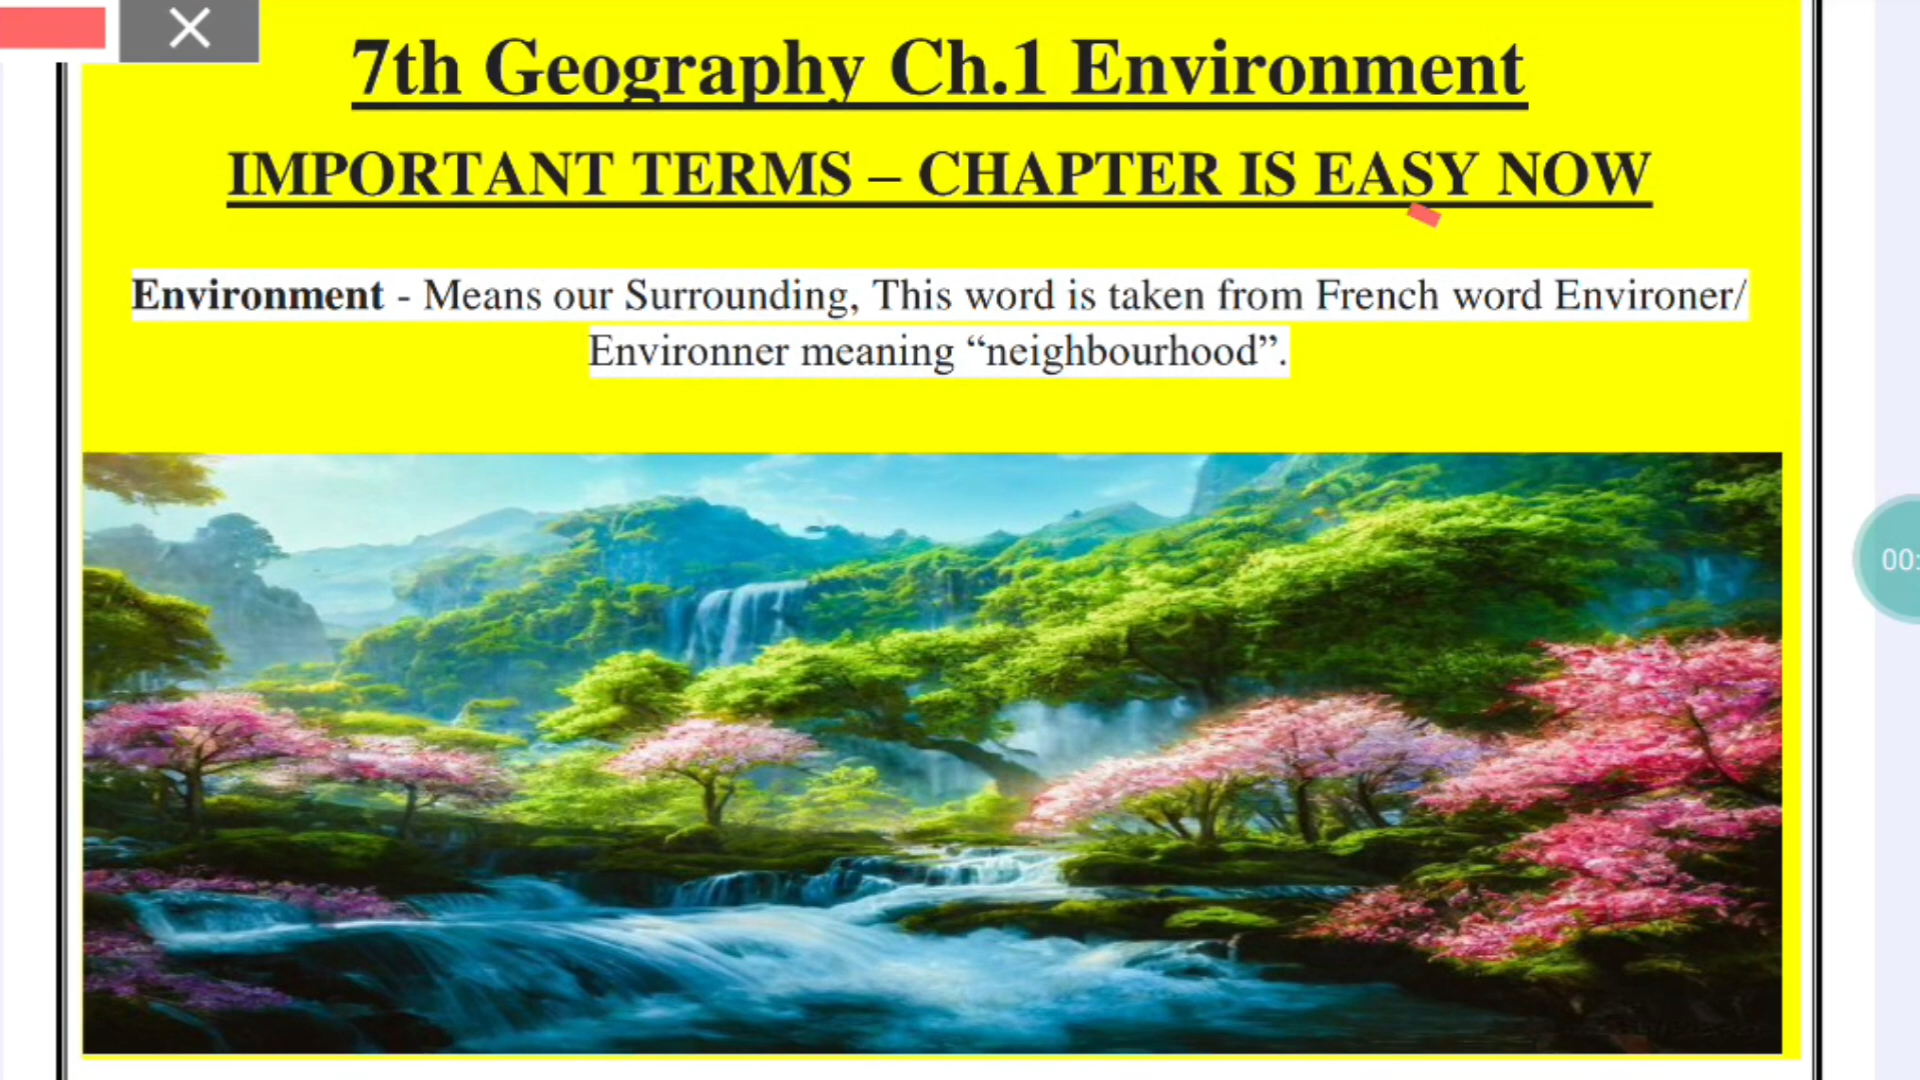 7th Geography Ch.1 Environment
IMPORTANT TERMS – CHAPTER IS EASY NOW
Environment - Means our Surrounding, This word is taken from French word Environer/
Environner meaning “neighbourhood”.
00: